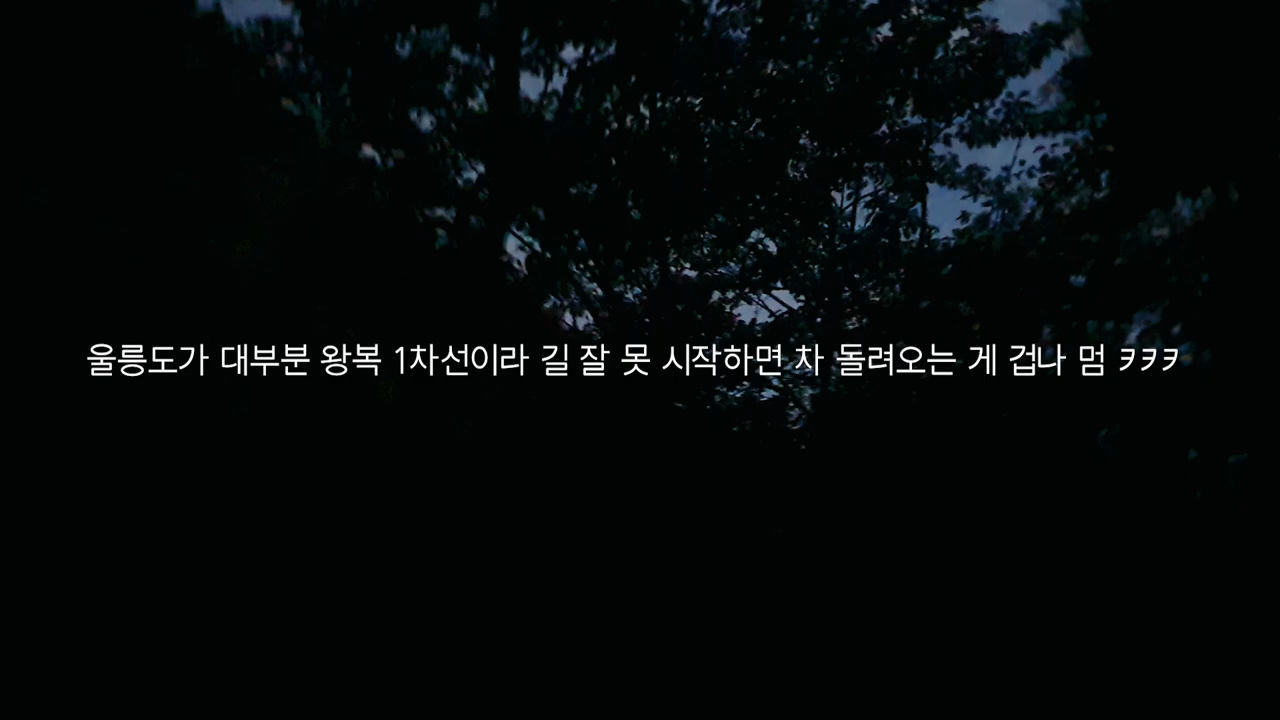 울릉도가 대부분 왕복 1차선이라 길 잘 못 시작하면 차 돌려오는 게 겁나 멈 ㅋㅋㅋ